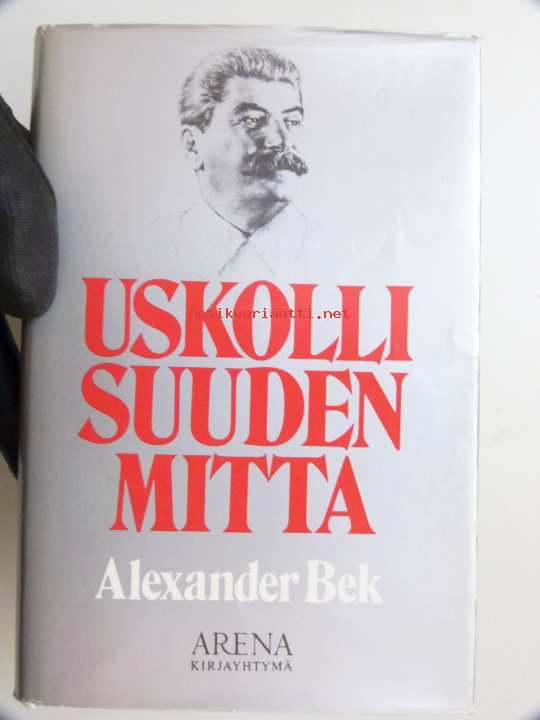 USKOLLI
Antikvariaatti.net
SUUDEN
MITTA
Alexander Bek
ARENA
KIRJAYHTYMÄ